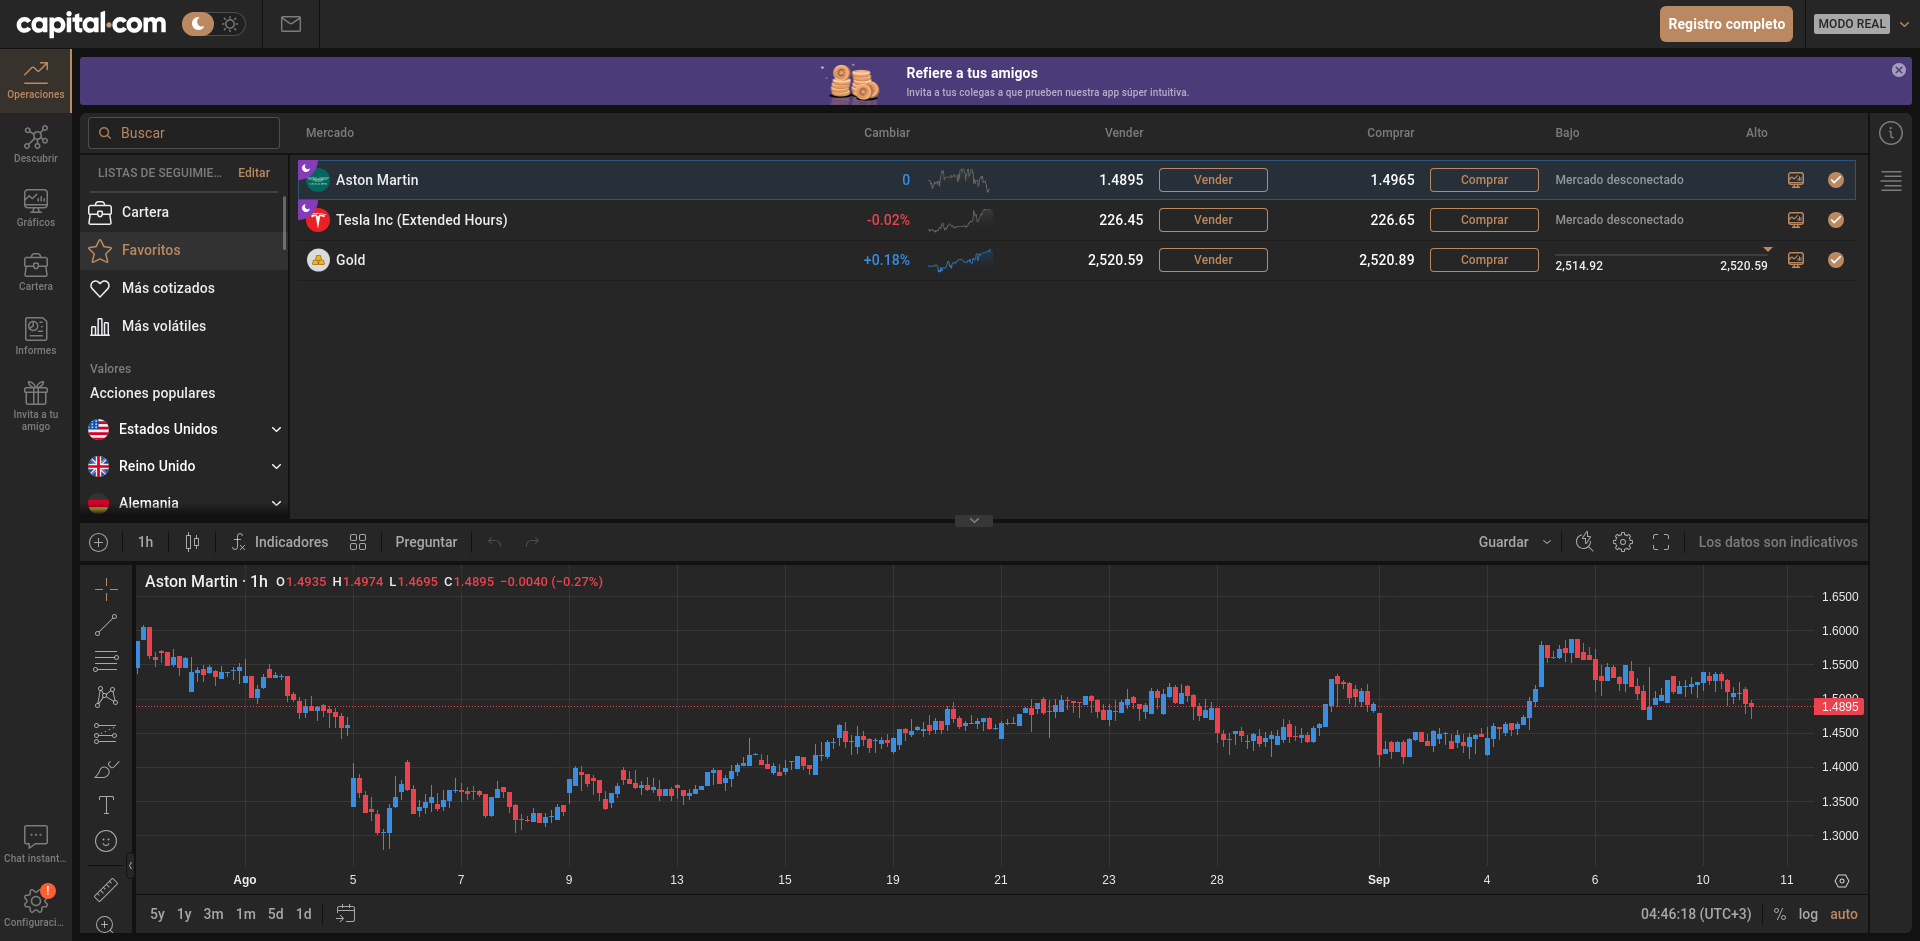 capital.com
Registro completo
MODO REAL
Refiere a tus amigos
Invita a tus colegas a que prueben nuestra app súper intuitiva.
Operaciones
Descubrir
Gráficos
Cartera
Informes
Invita a tu
amigo
Chat instant...
!
Configuraci...
Buscar
LISTAS DE SEGUIMIE... Editar
Cartera
Favoritos
Más cotizados
Más volátiles
Valores
Acciones populares
Estados Unidos
Reino Unido
Alemania
Mercado Cambiar Vender Comprar Bajo Alto
Aston Martin 0 1.4895 Vender 1.4965 Comprar Mercado desconectado
Tesla Inc (Extended Hours) -0.02% 226.45 Vender 226.65 Comprar Mercado desconectado
Gold +0.18% 2,520.59 Vender 2,520.89 Comprar 2,514.92 2,520.59
1h Indicadores Preguntar Guardar Los datos son indicativos
Aston Martin · 1h O1.4935 H1.4974 L1.4695 C1.4895 −0.0040 (−0.27%)
1.6500
1.6000
1.5500
1.5000
1.4895
1.4500
1.4000
1.3500
1.3000
Ago 5 7 9 13 15 19 21 23 28 Sep 4 6 10 11
5y 1y 3m 1m 5d 1d 04:46:18 (UTC+3) % log auto